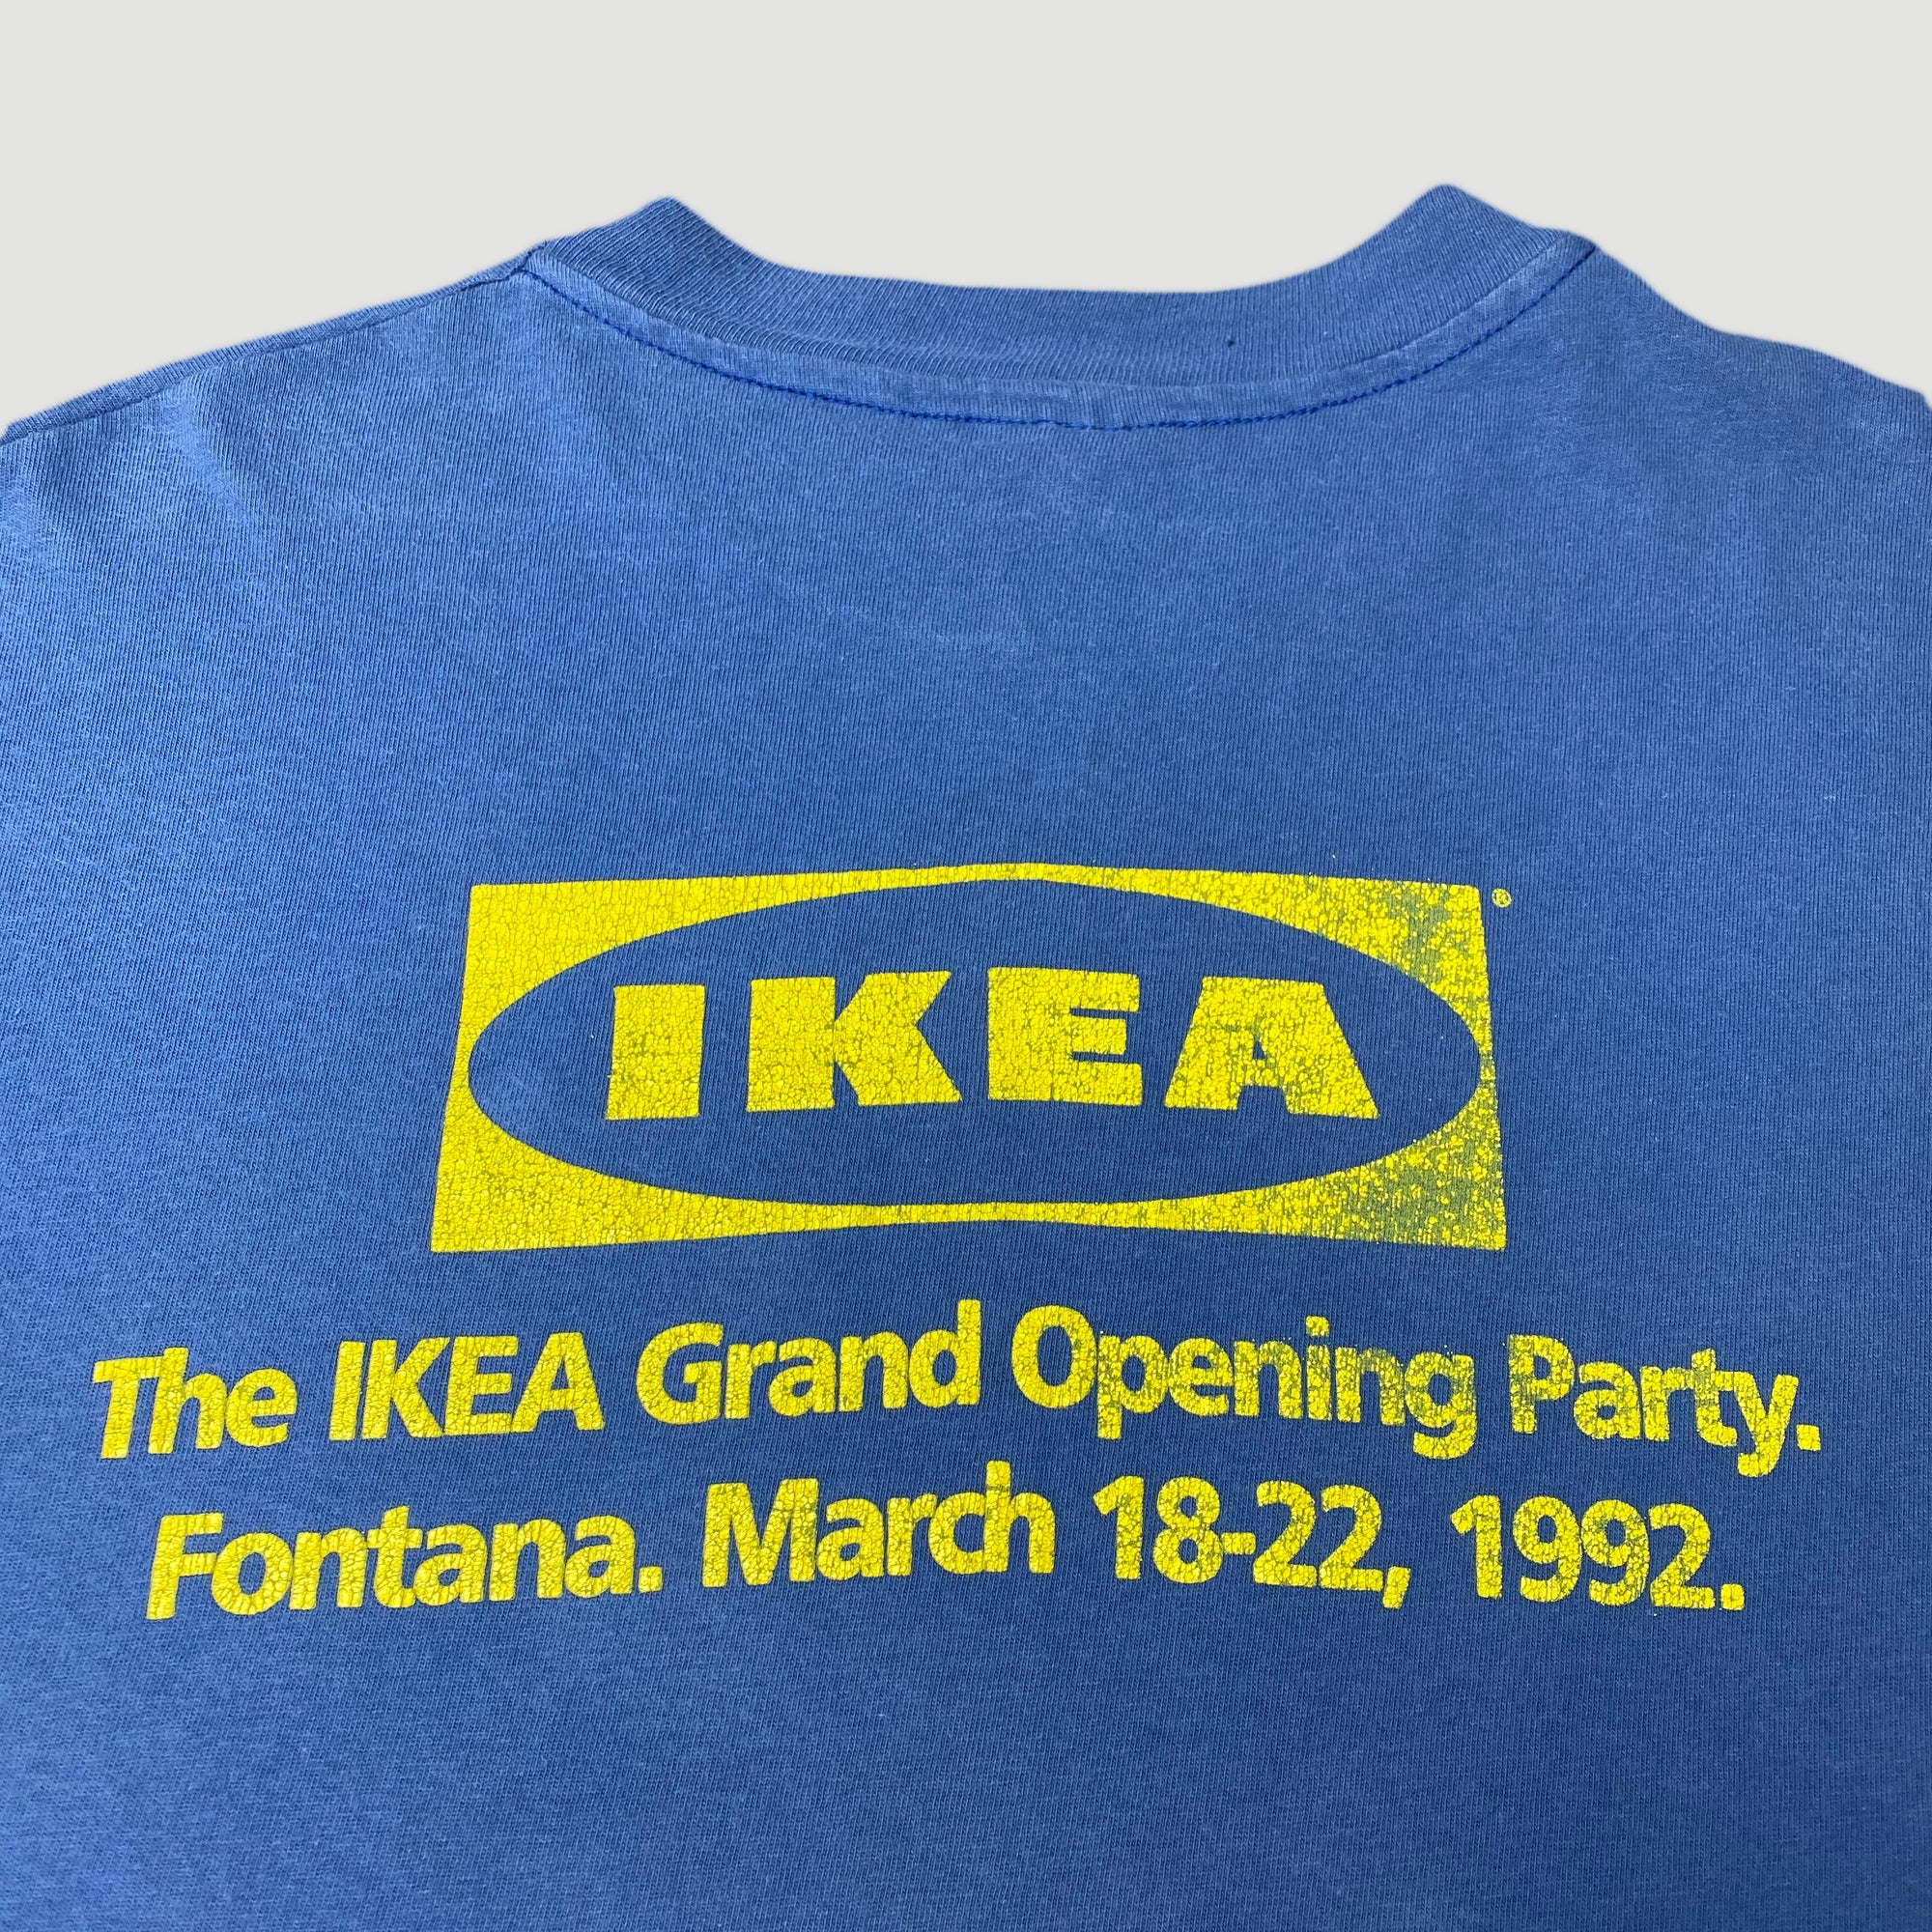 IKEA®
The IKEA Grand Opening Party.
Fontana. March 18-22, 1992.